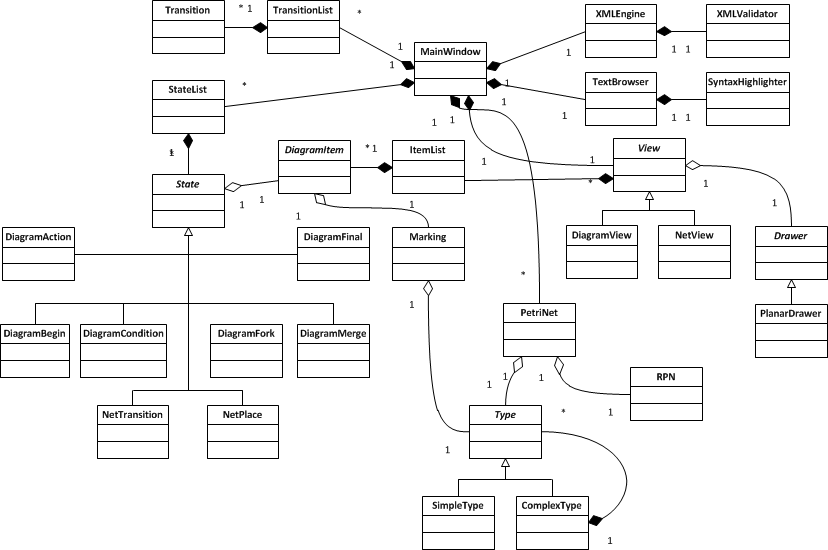 Transition
* 1
TransitionList
*
XMLEngine
XMLValidator
1
MainWindow
1
1
1 1
StateList
*
1
TextBrowser
SyntaxHighlighter
1
1
1
1
1 1
*
1
DiagramItem
* 1
ItemList
1
1
View
State
1
1
*
1
1
1
1
DiagramAction
DiagramFinal
Marking
DiagramView
NetView
Drawer
*
1
PetriNet
PlanarDrawer
DiagramBegin
DiagramCondition
DiagramFork
DiagramMerge
1
1
1
RPN
NetTransition
NetPlace
Type
*
1
1
SimpleType
ComplexType
1